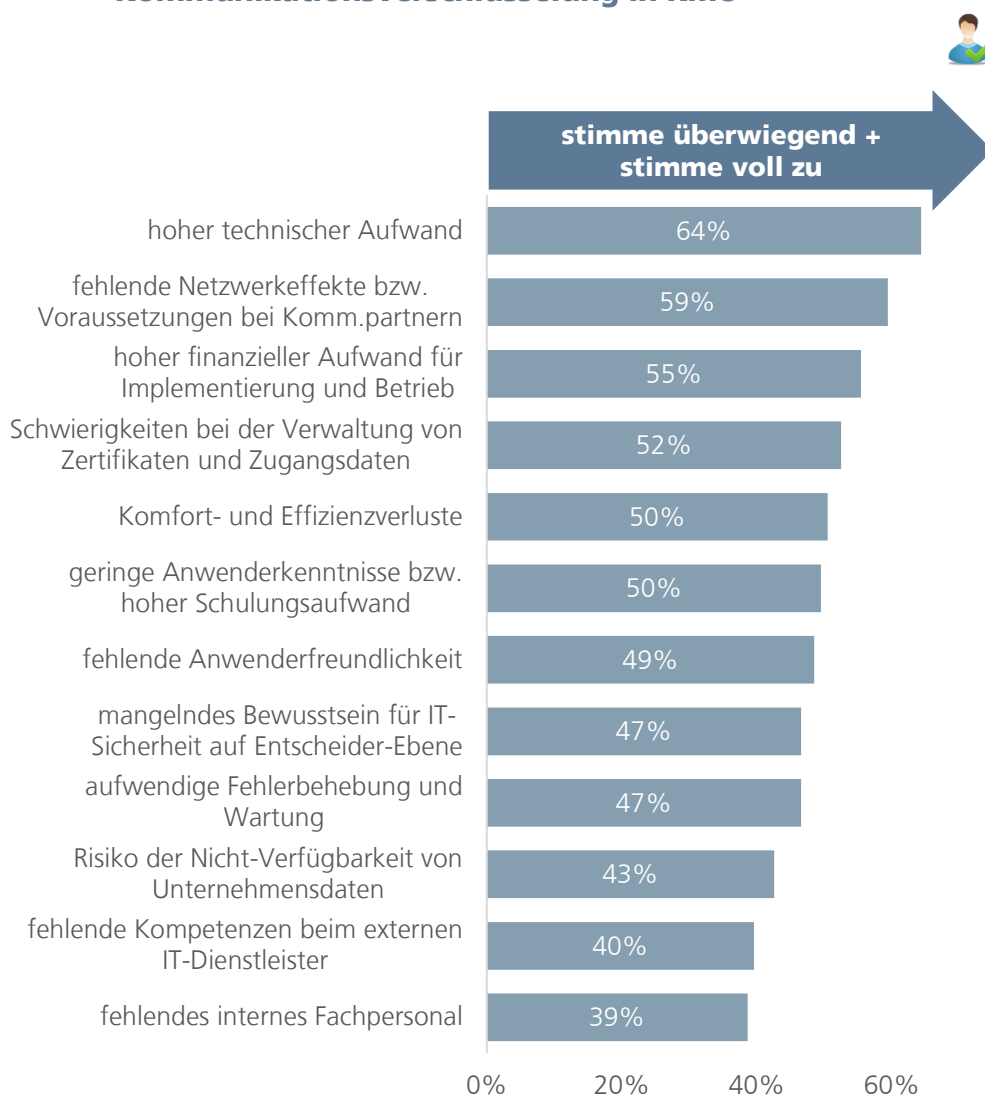 stimme überwiegend +
stimme voll zu
hoher technischer Aufwand
64%
fehlende Netzwerkeffekte bzw.
Voraussetzungen bei Komm.partnern
59%
hoher finanzieller Aufwand für
Implementierung und Betrieb
55%
Schwierigkeiten bei der Verwaltung von
Zertifikaten und Zugangsdaten
52%
Komfort- und Effizienzverluste
50%
geringe Anwenderkenntnisse bzw.
hoher Schulungsaufwand
50%
fehlende Anwenderfreundlichkeit
49%
mangelndes Bewusstsein für IT-
Sicherheit auf Entscheider-Ebene
47%
aufwendige Fehlerbehebung und
Wartung
47%
Risiko der Nicht-Verfügbarkeit von
Unternehmensdaten
43%
fehlende Kompetenzen beim externen
IT-Dienstleister
40%
fehlendes internes Fachpersonal
39%
0% 20% 40% 60%